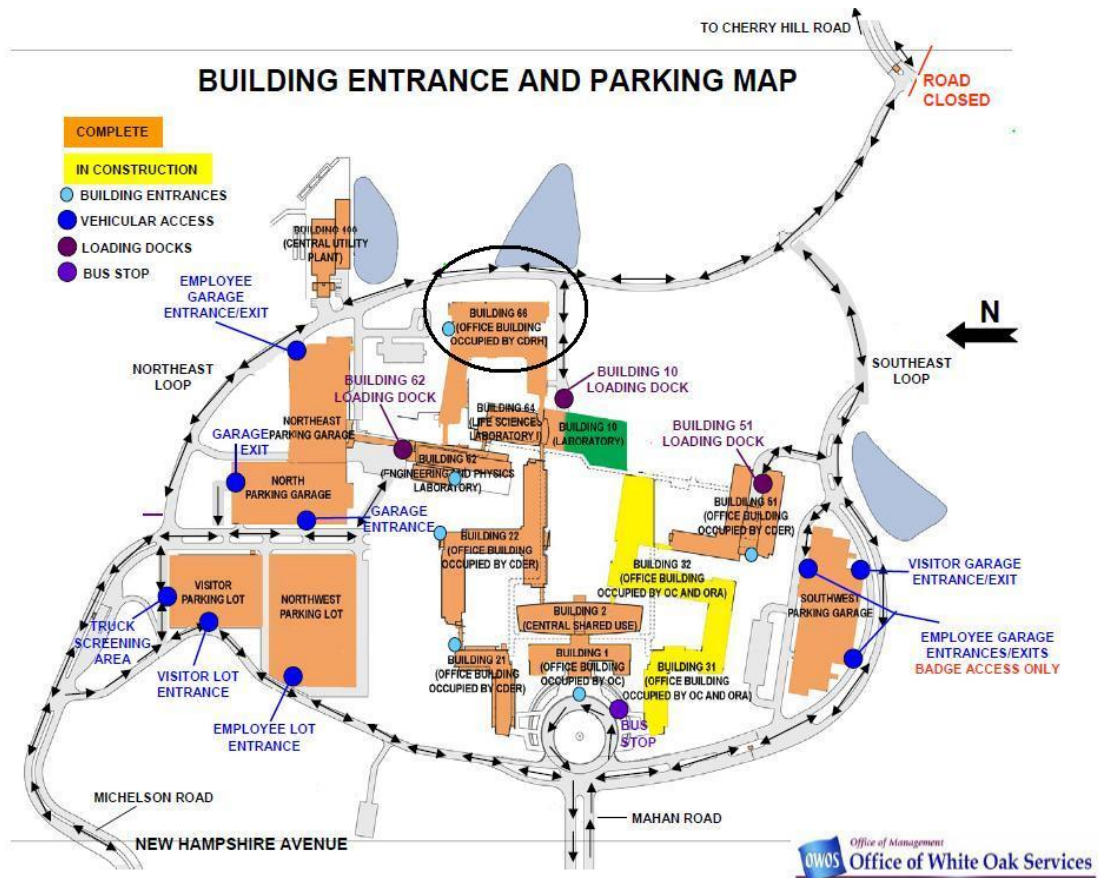 TO CHERRY HILL ROAD
BUILDING ENTRANCE AND PARKING MAP
ROAD
CLOSED
COMPLETE
IN CONSTRUCTION
BUILDING ENTRANCES
VEHICULAR ACCESS
LOADING DOCKS
BUS STOP
BUILDING 100
(CENTRAL UTILITY
PLANT)
EMPLOYEE
GARAGE
ENTRANCE/EXIT
BUILDING 66
(OFFICE BUILDING
OCCUPIED BY CDRH)
N
NORTHEAST
LOOP
SOUTHEAST
LOOP
BUILDING 62
LOADING DOCK
BUILDING 10
LOADING DOCK
NORTHEAST
PARKING GARAGE
BUILDING 64
(LIFE SCIENCES
LABORATORY I)
BUILDING 10
(LABORATORY)
BUILDING 51
LOADING DOCK
GARAGE
EXIT
BUILDING 62
(ENGINEERING AND PHYSICS
LABORATORY)
NORTH
PARKING GARAGE
BUILDING 51
(OFFICE BUILDING
OCCUPIED BY CDER)
GARAGE
ENTRANCE
BUILDING 22
(OFFICE BUILDING
OCCUPIED BY CDER)
BUILDING 32
(OFFICE BUILDING
OCCUPIED BY OC AND ORA)
VISITOR GARAGE
ENTRANCE/EXIT
VISITOR
PARKING LOT
NORTHWEST
PARKING LOT
SOUTHWEST
PARKING GARAGE
BUILDING 2
(CENTRAL SHARED USE)
TRUCK
SCREENING
AREA
EMPLOYEE GARAGE
ENTRANCES/EXITS
BADGE ACCESS ONLY
BUILDING 21
(OFFICE BUILDING
OCCUPIED BY CDER)
BUILDING 1
(OFFICE BUILDING
OCCUPIED BY OC)
BUILDING 31
(OFFICE BUILDING
OCCUPIED BY OC AND ORA)
VISITOR LOT
ENTRANCE
EMPLOYEE LOT
ENTRANCE
BUS
STOP
MICHELSON ROAD
MAHAN ROAD
NEW HAMPSHIRE AVENUE
OWOS
Office of Management
Office of White Oak Services